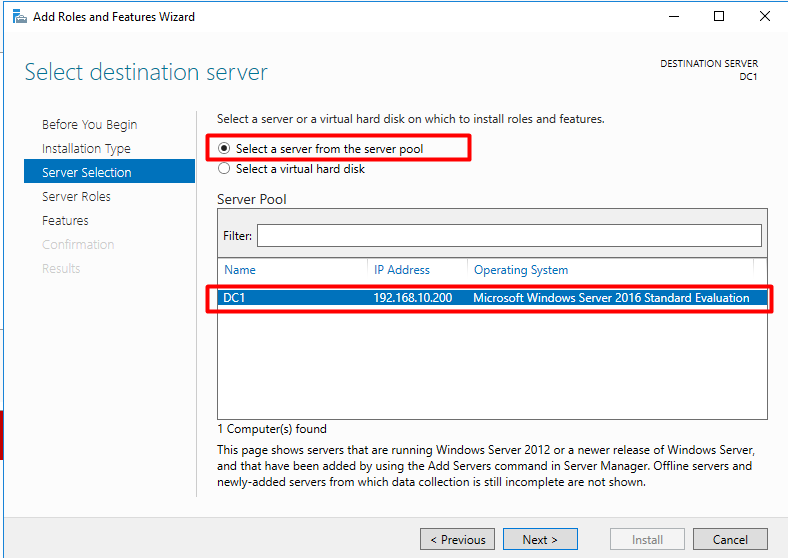 Add Roles and Features Wizard
Select destination server
DESTINATION SERVER
DC1
Before You Begin
Installation Type
Server Selection
Server Roles
Features
Confirmation
Results
Select a server or a virtual hard disk on which to install roles and features.
Select a server from the server pool
Select a virtual hard disk
Server Pool
Filter:
Name IP Address Operating System
DC1 192.168.10.200 Microsoft Windows Server 2016 Standard Evaluation
1 Computer(s) found
This page shows servers that are running Windows Server 2012 or a newer release of Windows Server,
and that have been added by using the Add Servers command in Server Manager. Offline servers and
newly-added servers from which data collection is still incomplete are not shown.
< Previous Next > Install Cancel